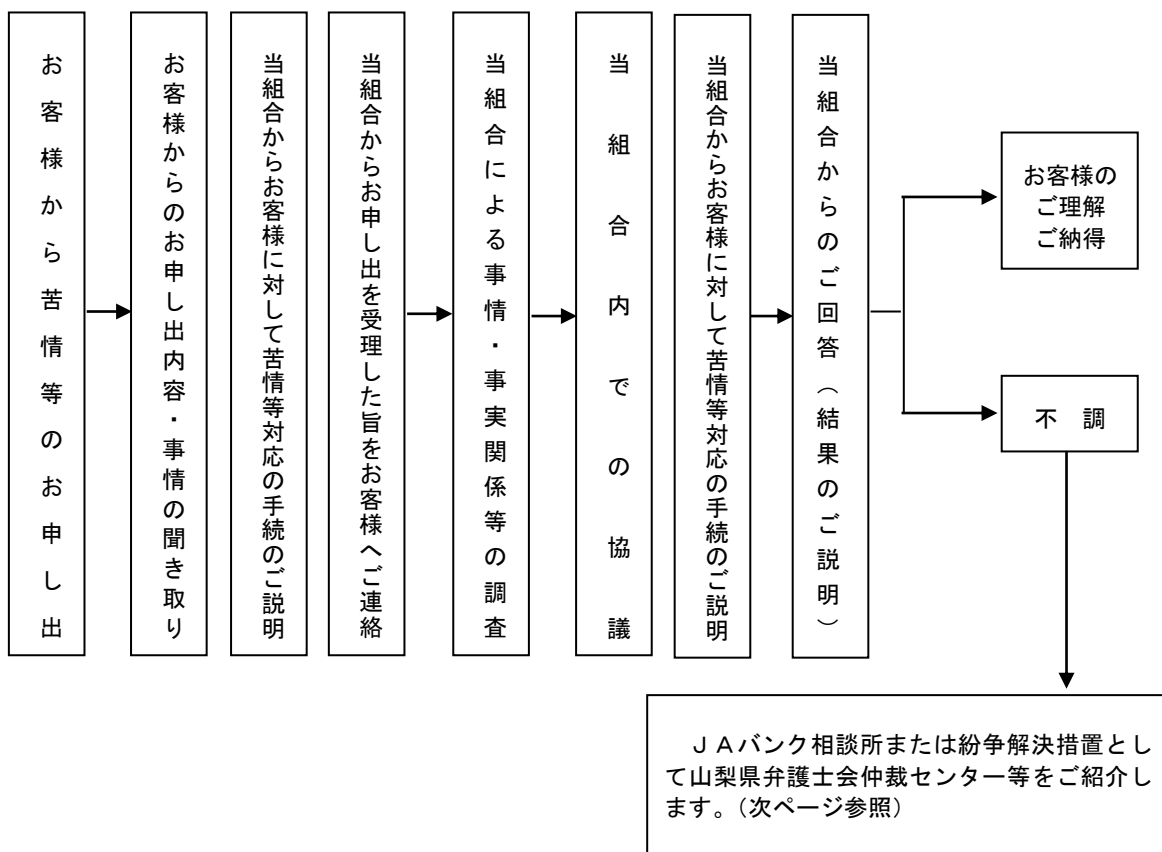 お客様から苦情等のお申し出
お客様からのお申し出内容・事情の聞き取り
当組合からお客様に対して苦情等対応の手続のご説明
当組合からお申し出を受理した旨をお客様へご連絡
当組合による事情・事実関係等の調査
当組合内での協議
当組合からお客様に対して苦情等対応の手続のご説明
当組合からのご回答（結果のご説明）
お客様の
ご理解
ご納得
不　調
ＪＡバンク相談所または紛争解決措置とし
て山梨県弁護士会仲裁センター等をご紹介し
ます。（次ページ参照）